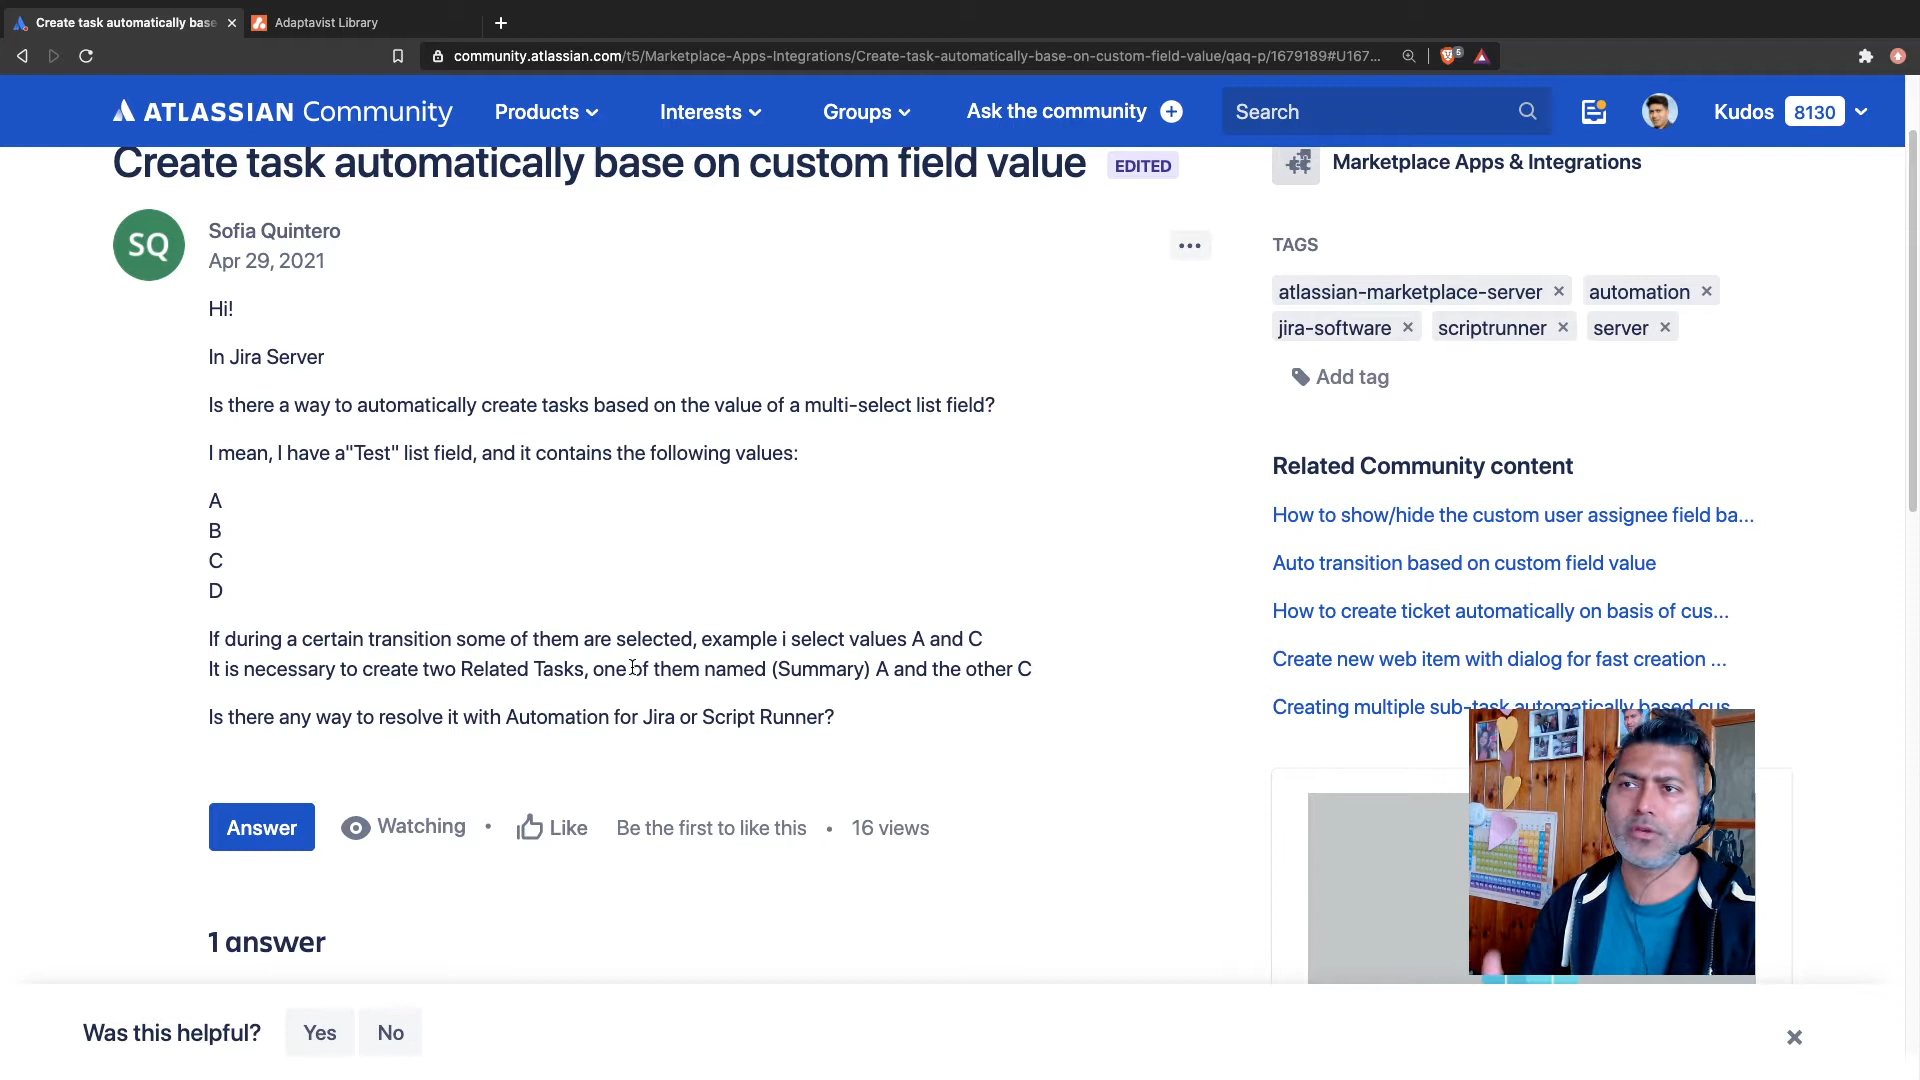 Create task automatically base
Adaptavist Library
community.atlassian.com/t5/Marketplace-Apps-Integrations/Create-task-automatically-base-on-custom-field-value/qaq-p/1679189#U167...
5
ATLASSIAN Community
Products
Interests
Groups
Ask the community
Search
Kudos 8130
Create task automatically base on custom field value EDITED
SQ
Sofia Quintero
Apr 29, 2021
Hi!
In Jira Server
Is there a way to automatically create tasks based on the value of a multi-select list field?
I mean, I have a"Test" list field, and it contains the following values:
A
B
C
D
If during a certain transition some of them are selected, example i select values A and C
It is necessary to create two Related Tasks, one of them named (Summary) A and the other C
Is there any way to resolve it with Automation for Jira or Script Runner?
Answer
Watching
•
Like
Be the first to like this
•
16 views
1 answer
Marketplace Apps & Integrations
TAGS
atlassian-marketplace-server ×
automation ×
jira-software ×
scriptrunner ×
server ×
Add tag
Related Community content
How to show/hide the custom user assignee field ba...
Auto transition based on custom field value
How to create ticket automatically on basis of cus...
Create new web item with dialog for fast creation ...
Creating multiple sub-task automatically based cus
Was this helpful?
Yes
No